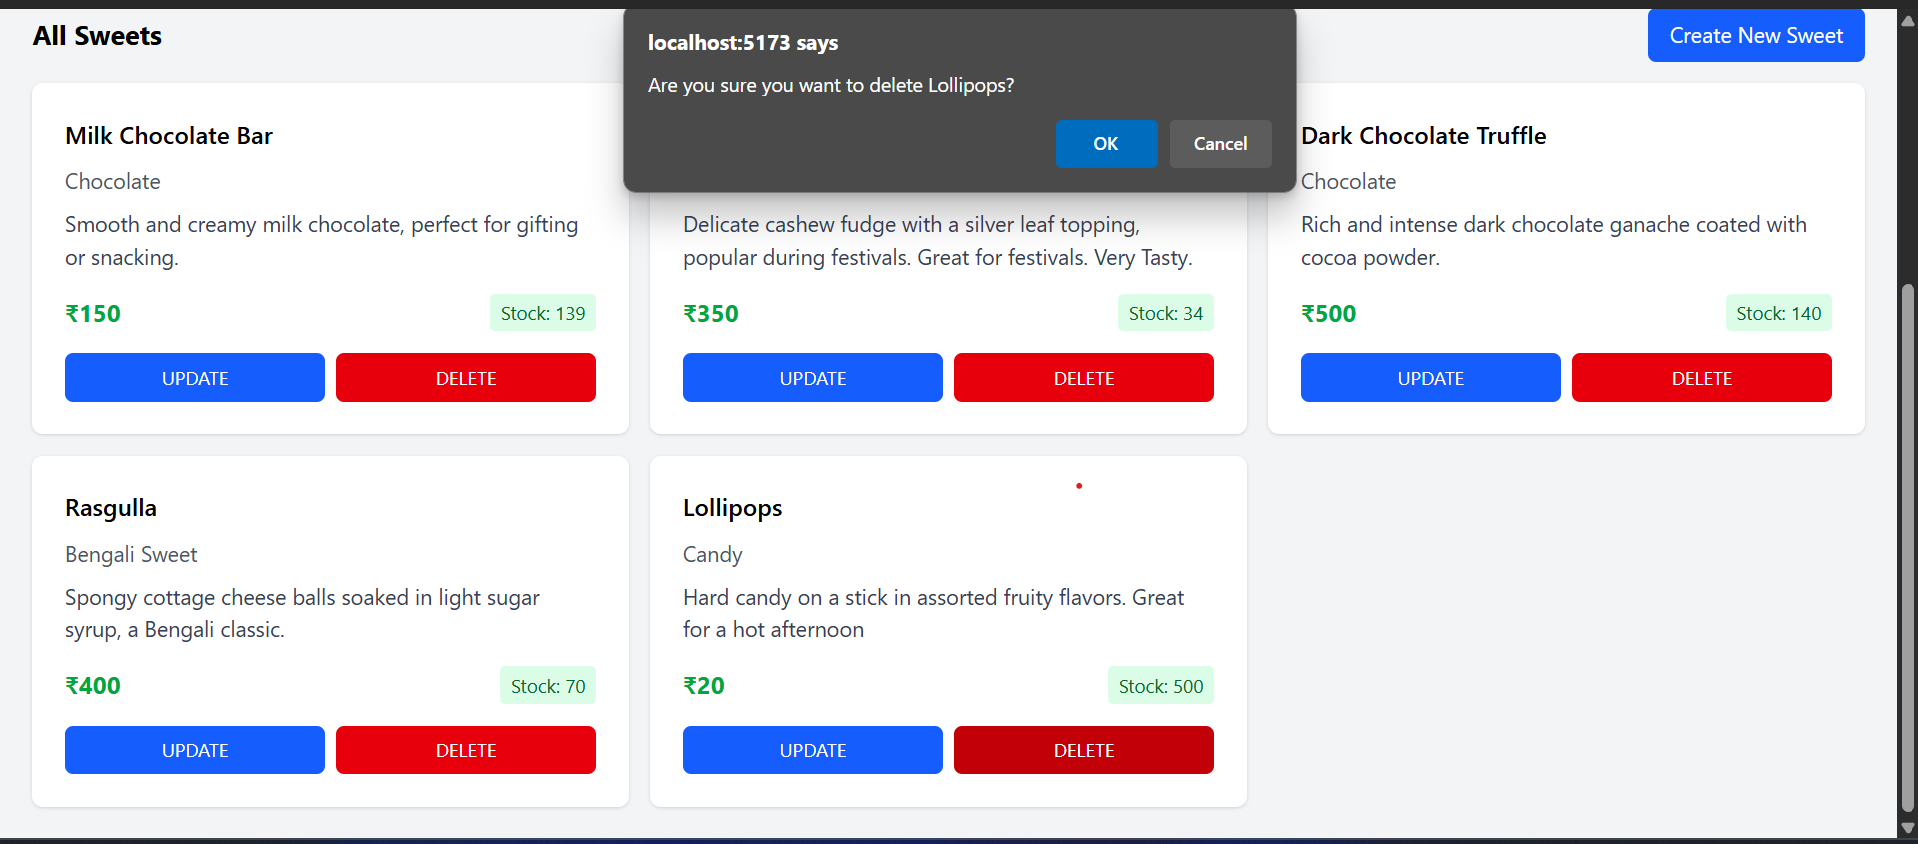 All Sweets
localhost:5173 says
Are you sure you want to delete Lollipops?
OK
Cancel
Create New Sweet
Milk Chocolate Bar
Chocolate
Smooth and creamy milk chocolate, perfect for gifting
or snacking.
₹150
Stock: 139
UPDATE
DELETE
Delicate cashew fudge with a silver leaf topping,
popular during festivals. Great for festivals. Very Tasty.
₹350
Stock: 34
UPDATE
DELETE
Dark Chocolate Truffle
Chocolate
Rich and intense dark chocolate ganache coated with
cocoa powder.
₹500
Stock: 140
UPDATE
DELETE
Rasgulla
Bengali Sweet
Spongy cottage cheese balls soaked in light sugar
syrup, a Bengali classic.
₹400
Stock: 70
UPDATE
DELETE
Lollipops
Candy
Hard candy on a stick in assorted fruity flavors. Great
for a hot afternoon
₹20
Stock: 500
UPDATE
DELETE